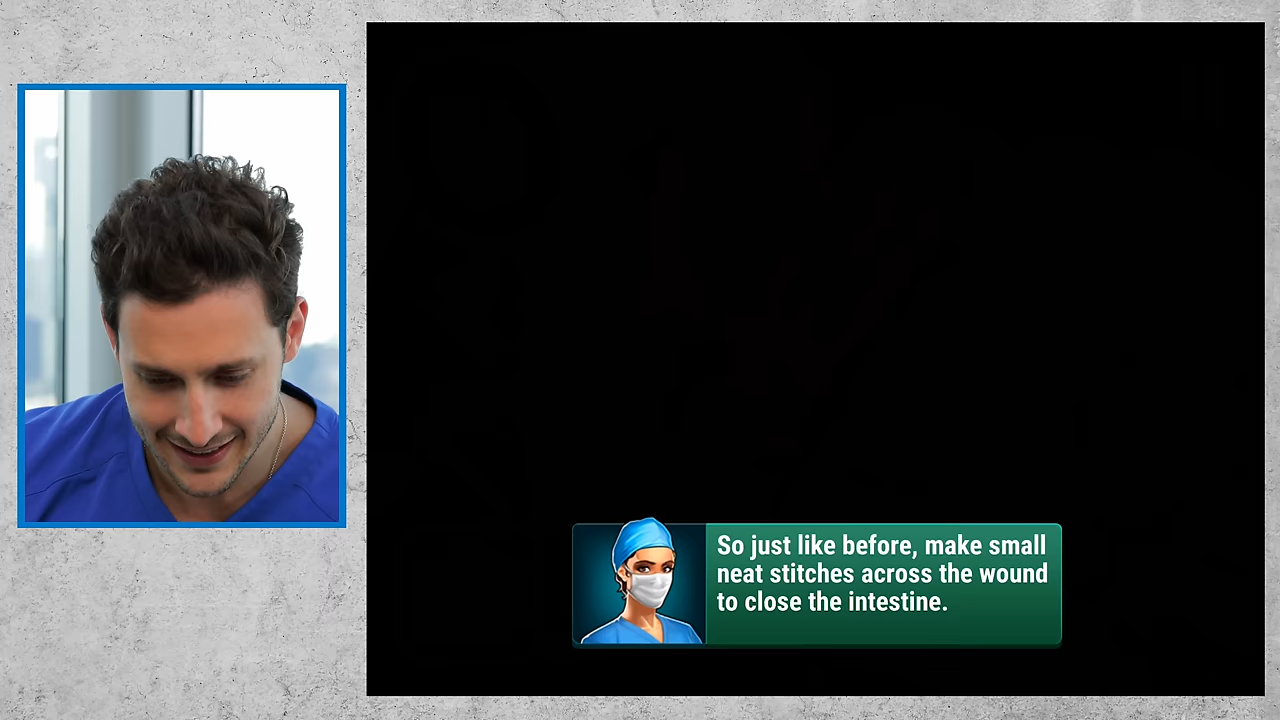 So just like before, make small
neat stitches across the wound
to close the intestine.